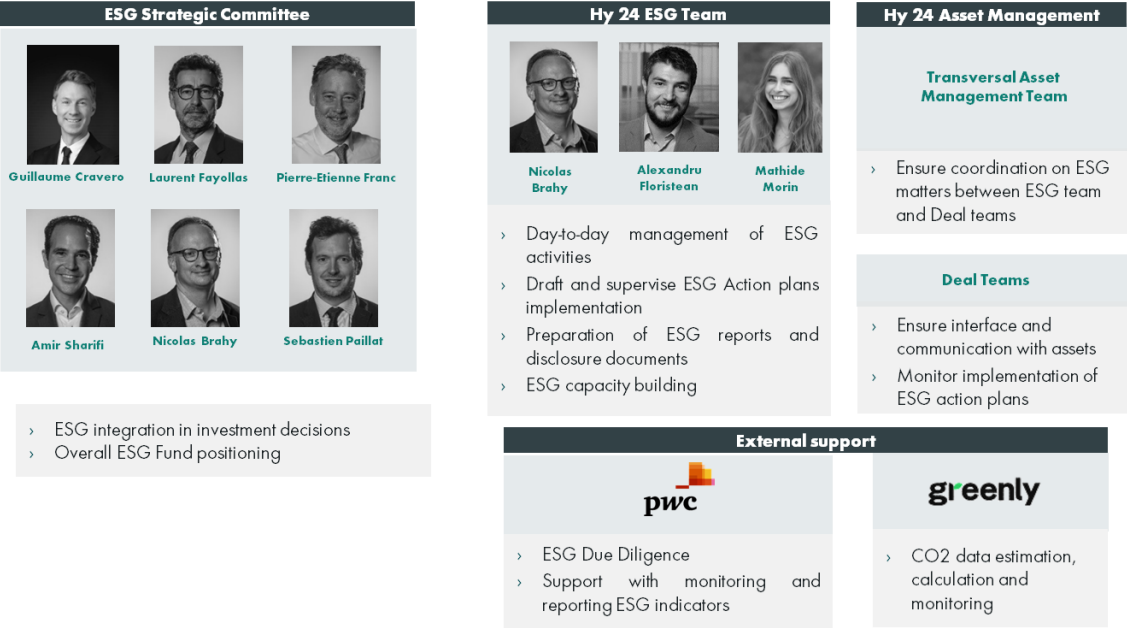 ESG Strategic Committee
Guillaume Cravero
Laurent Fayollas
Pierre-Etienne Franc
Amir Sharifi
Nicolas Brahy
Sebastien Paillat
› ESG integration in investment decisions
› Overall ESG Fund positioning
Hy 24 ESG Team
Nicolas
Brahy
Alexandru
Floristean
Mathide
Morin
› Day-to-day management of ESG
activities
› Draft and supervise ESG Action plans
implementation
› Preparation of ESG reports and
disclosure documents
› ESG capacity building
Hy 24 Asset Management
Transversal Asset
Management Team
› Ensure coordination on ESG
matters between ESG team
and Deal teams
Deal Teams
› Ensure interface and
communication with assets
› Monitor implementation of
ESG action plans
External support
pwc
› ESG Due Diligence
› Support with monitoring and
reporting ESG indicators
greenly
› CO2 data estimation,
calculation and
monitoring